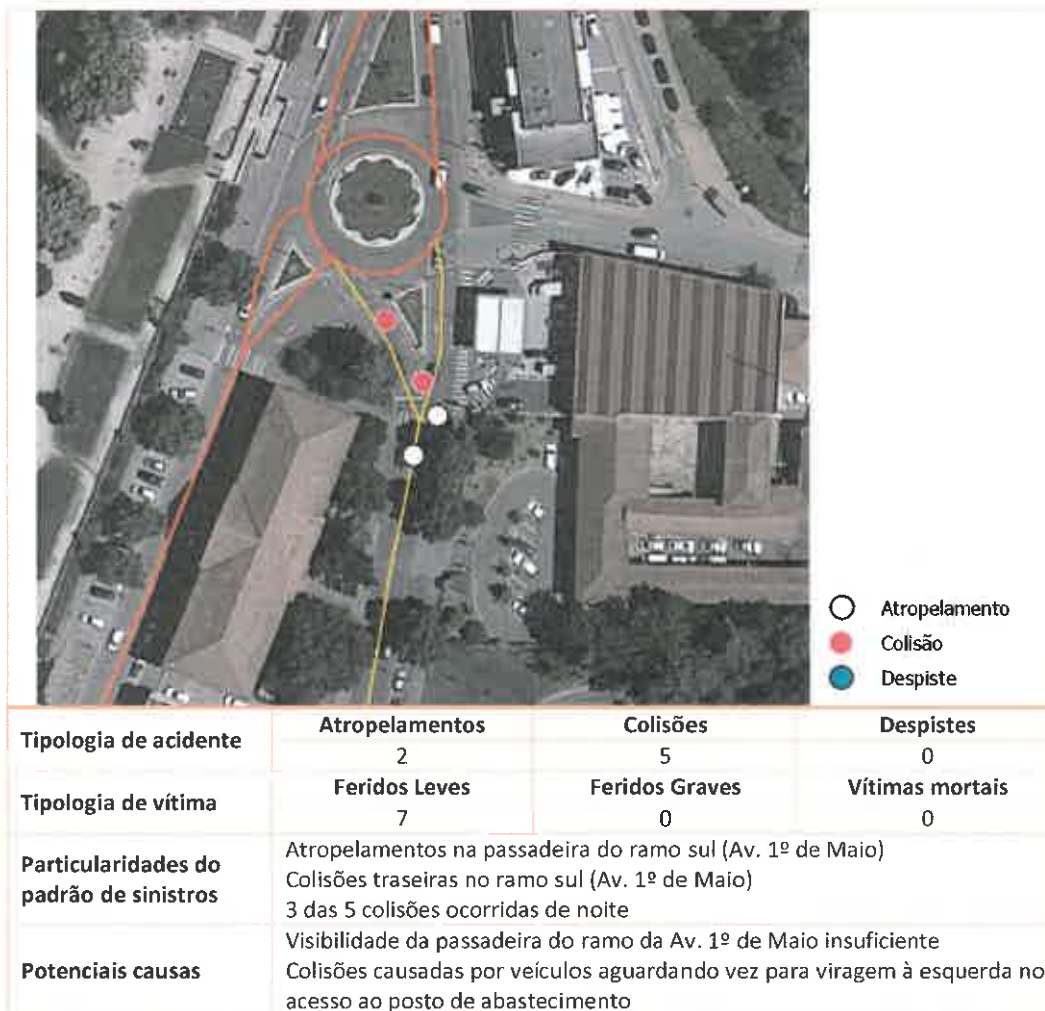 Atropelamento
Colisão
Despiste
Tipologia de acidente
Atropelamentos
Colisões
Despistes
2
5
0
Tipologia de vítima
Feridos Leves
Feridos Graves
Vítimas mortais
7
0
0
Particularidades do
padrão de sinistros
Atropelamentos na passadeira do ramo sul (Av. 1º de Maio)
Colisões traseiras no ramo sul (Av. 1º de Maio)
3 das 5 colisões ocorridas de noite
Potenciais causas
Visibilidade da passadeira do ramo da Av. 1º de Maio insuficiente
Colisões causadas por veículos aguardando vez para viragem à esquerda no
acesso ao posto de abastecimento